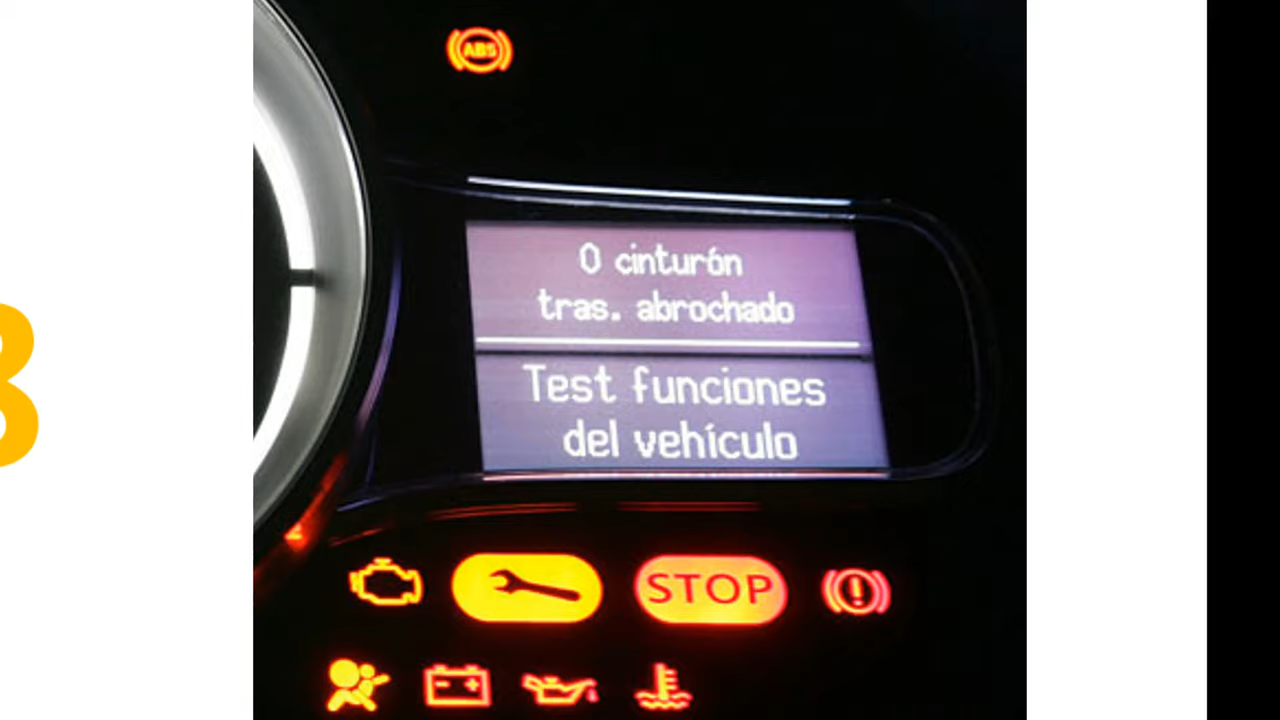 ABS
0 cinturón
tras. abrochado
Test funciones
del vehículo
STOP